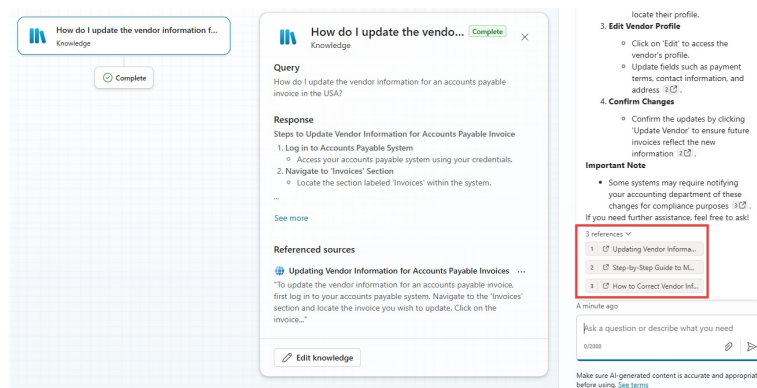 How do I update the vendor information f...
Knowledge
Complete
How do I update the vendo...
Complete
Knowledge
Query
How do I update the vendor information for an accounts payable
invoice in the USA?
Response
Steps to Update Vendor Information for Accounts Payable Invoice
1. Log in to Accounts Payable System
Access your accounts payable system using your credentials.
2. Navigate to 'Invoices' Section
Locate the section labeled 'Invoices' within the system.
...
See more
Referenced sources
Updating Vendor Information for Accounts Payable Invoices ...
"To update the vendor information for an accounts payable invoice,
first log in to your accounts payable system. Navigate to the 'Invoices'
section and locate the invoice you wish to update. Click on the
invoice..."
Edit knowledge
locate their profile.
3. Edit Vendor Profile
Click on 'Edit' to access the
vendor's profile.
Update fields such as payment
terms, contact information, and
address 2.
4. Confirm Changes
Confirm the updates by clicking
'Update Vendor' to ensure future
invoices reflect the new
information 2.
Important Note
Some systems may require notifying
your accounting department of these
changes for compliance purposes 3.
If you need further assistance, feel free to ask!
3 references
1 Updating Vendor Informa...
2 Step-by-Step Guide to M...
3 How to Correct Vendor Inf...
A minute ago
Ask a question or describe what you need
0/2000
Make sure AI-generated content is accurate and appropriat
before using. See terms